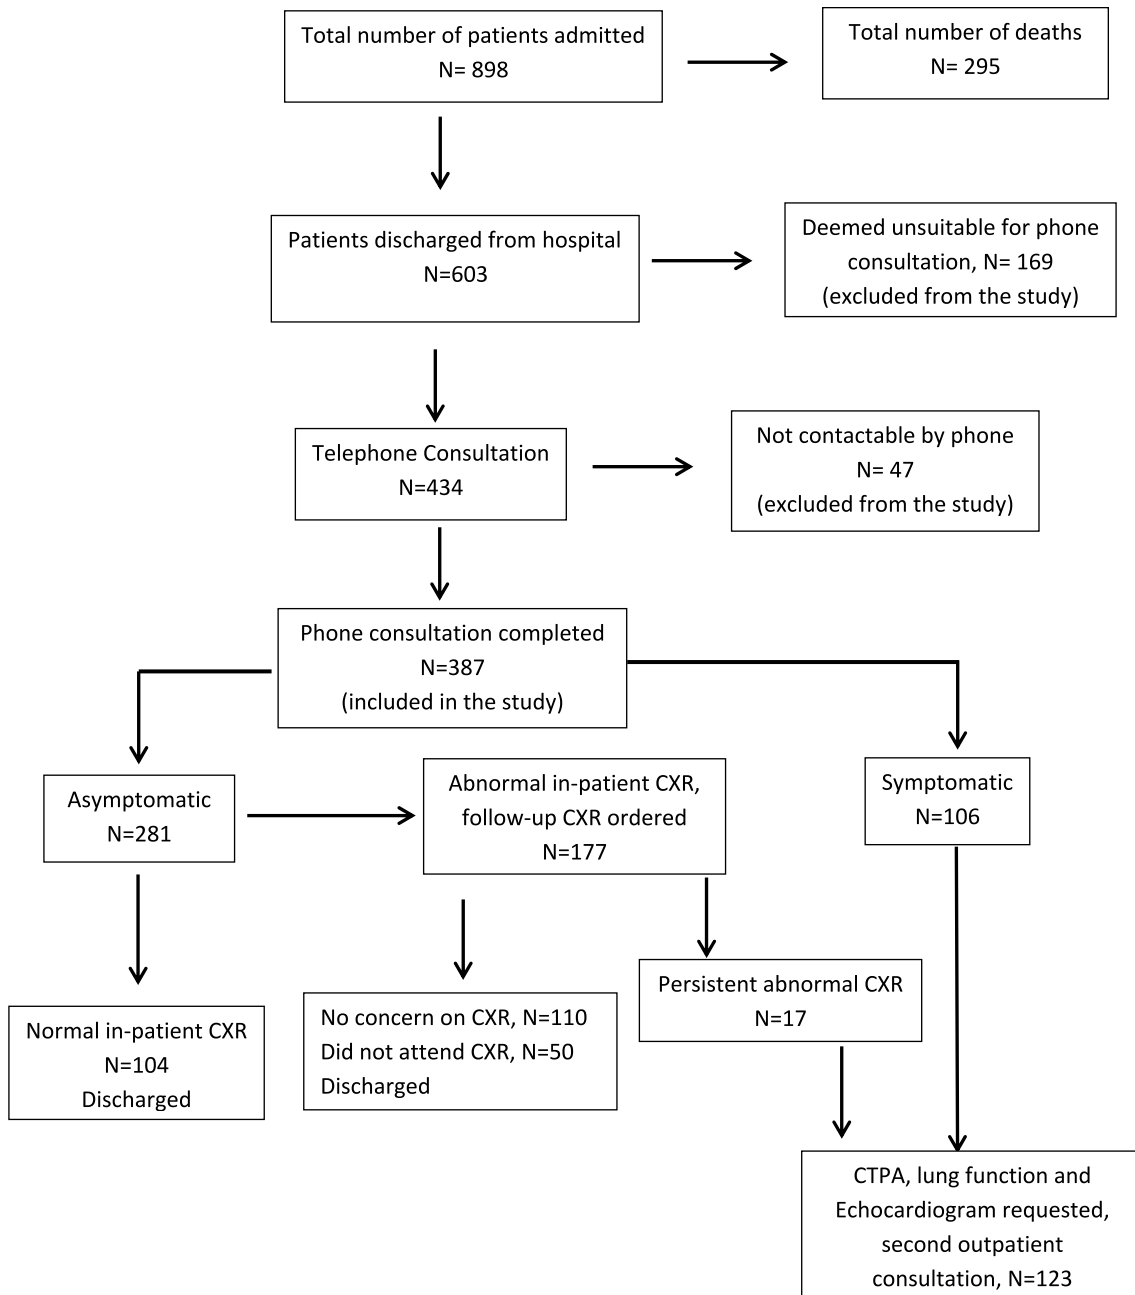 Total number of patients admitted
N= 898
Total number of deaths
N= 295
Patients discharged from hospital
N=603
Deemed unsuitable for phone
consultation, N= 169
(excluded from the study)
Telephone Consultation
N=434
Not contactable by phone
N= 47
(excluded from the study)
Phone consultation completed
N=387
(included in the study)
Asymptomatic
N=281
Abnormal in-patient CXR,
follow-up CXR ordered
N=177
Symptomatic
N=106
Normal in-patient CXR
N=104
Discharged
No concern on CXR, N=110
Did not attend CXR, N=50
Discharged
Persistent abnormal CXR
N=17
CTPA, lung function and
Echocardiogram requested,
second outpatient
consultation, N=123